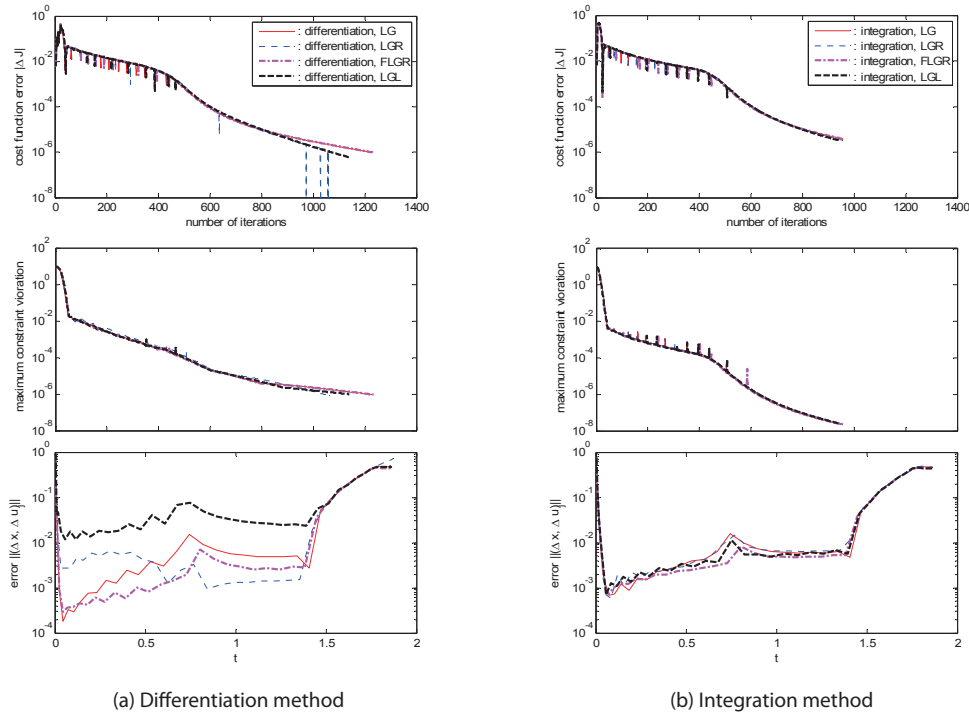 cost function error |Δ J|
10^0
10^-2
10^-4
10^-6
10^-8
: differentiation, LG
: differentiation, LGR
: differentiation, FLGR
: differentiation, LGL
0 200 400 600 800 1000 1200 1400
number of iterations
maximum constraint vioration
10^2
10^0
10^-2
10^-4
10^-6
10^-8
error ||(Δ x, Δ u)||
10^0
10^-1
10^-2
10^-3
10^-4
0 0.5 1 1.5 2
t
(a) Differentiation method
cost function error |Δ J|
10^0
10^-2
10^-4
10^-6
10^-8
: integration, LG
: integration, LGR
: integration, FLGR
: integration, LGL
0 200 400 600 800 1000 1200 1400
number of iterations
maximum constraint vioration
10^2
10^0
10^-2
10^-4
10^-6
10^-8
error ||(Δ x, Δ u)||
10^0
10^-1
10^-2
10^-3
10^-4
0 0.5 1 1.5 2
t
(b) Integration method